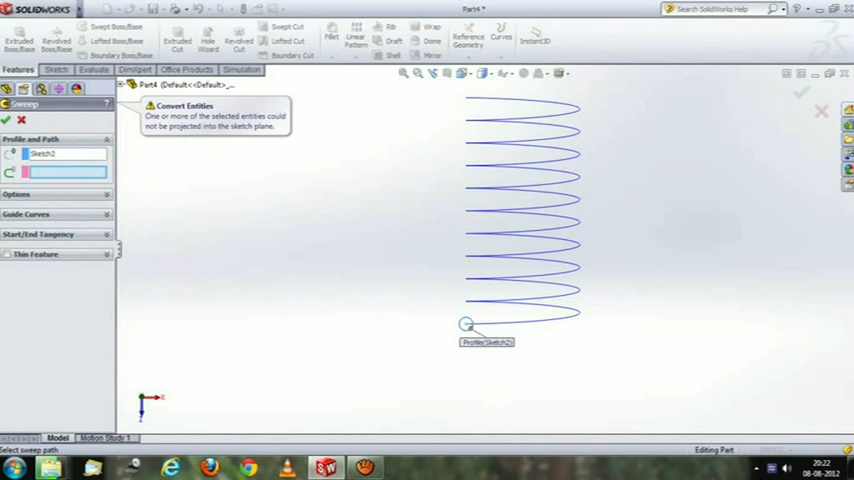 SOLIDWORKS
Part4 *
Search SolidWorks Help
Extruded Boss/Base
Revolved Boss/Base
Swept Boss/Base
Lofted Boss/Base
Boundary Boss/Base
Extruded Cut
Hole Wizard
Revolved Cut
Swept Cut
Lofted Cut
Boundary Cut
Fillet
Linear Pattern
Rib
Draft
Shell
Wrap
Dome
Mirror
Reference Geometry
Curves
Instant3D
Features
Sketch
Evaluate
DimXpert
Office Products
Simulation
Part4 (Default<<Default>_...
Sweep
?
Convert Entities
One or more of the selected entities could
not be projected into the sketch plane.
Profile and Path
Sketch2
Options
Guide Curves
Start/End Tangency
Thin Feature
Profile(Sketch2)
X
Z
Model
Motion Study 1
Select sweep path
Editing Part
20:22
08-08-2012